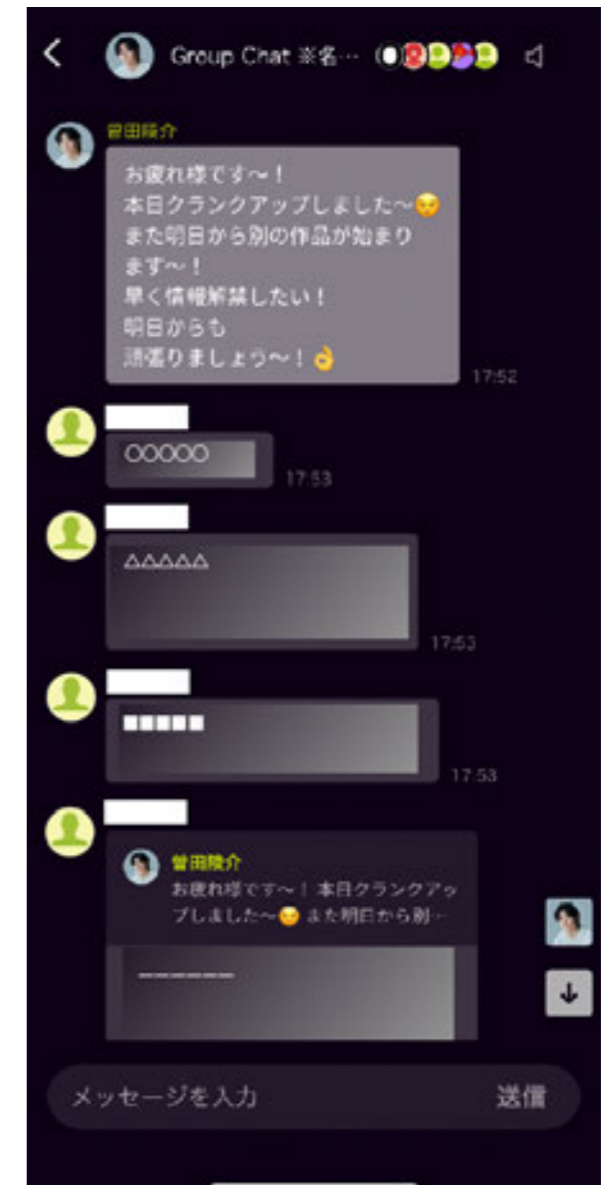 Group Chat ※名…
曽田陵介
お疲れ様です〜！
本日クランクアップしました〜🥺
また明日から別の作品が始まり
ます〜！
早く情報解禁したい！
明日からも
頑張りましょう〜！👌
17:52
○○○○○
17:53
△△△△△
17:53
■■■■■
17:53
曽田陵介
お疲れ様です〜！本日クランクアッ
プしました〜🥺 また明日から別…
ーーーーーー
メッセージを入力
送信